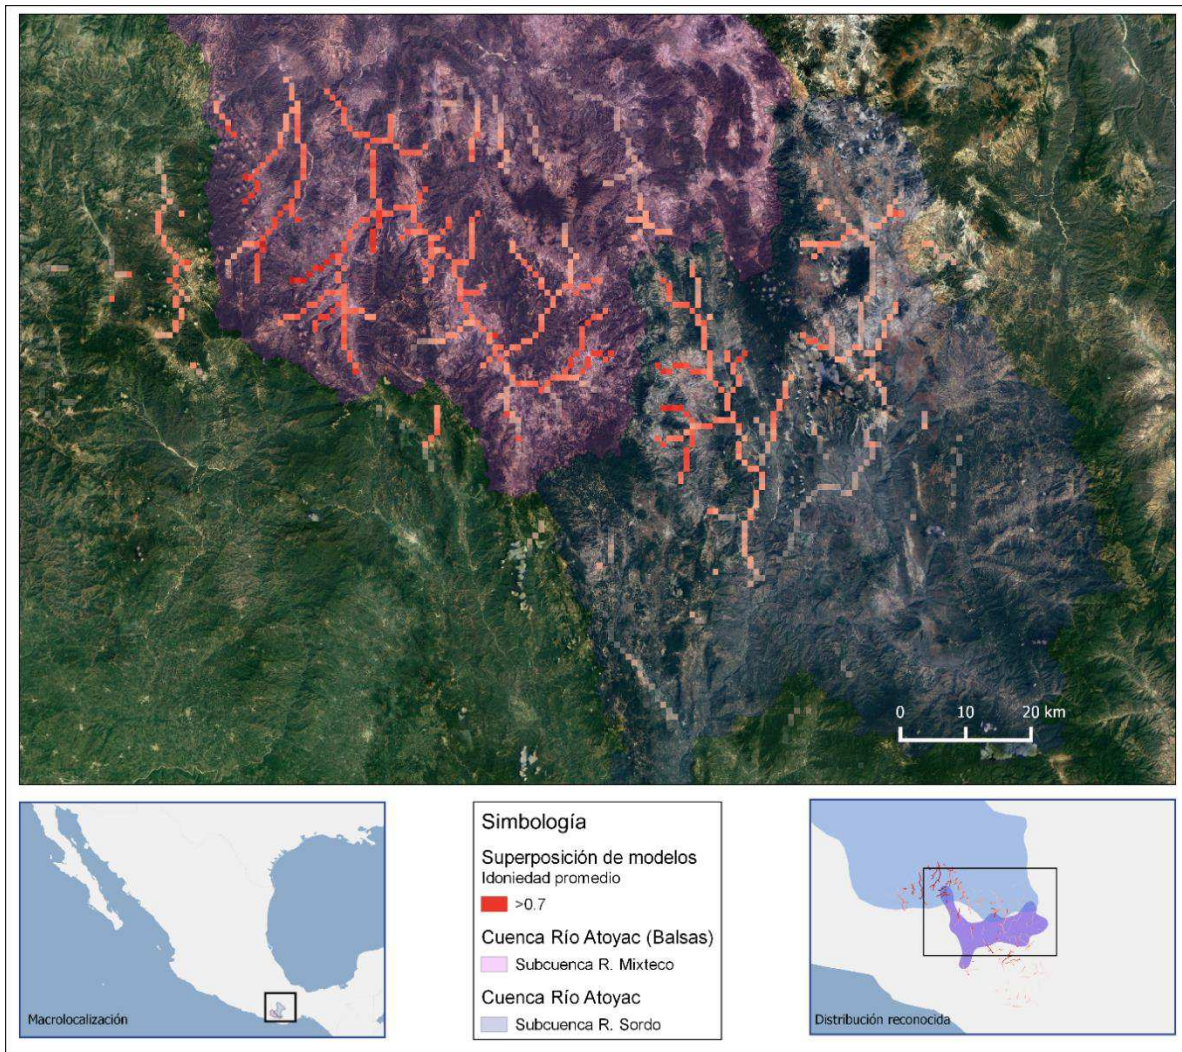 0 10 20 km
Macrolocalización
Simbología
Superposición de modelos
Idoniedad promedio
>0.7
Cuenca Río Atoyac (Balsas)
Subcuenca R. Mixteco
Cuenca Río Atoyac
Subcuenca R. Sordo
Distribución reconocida